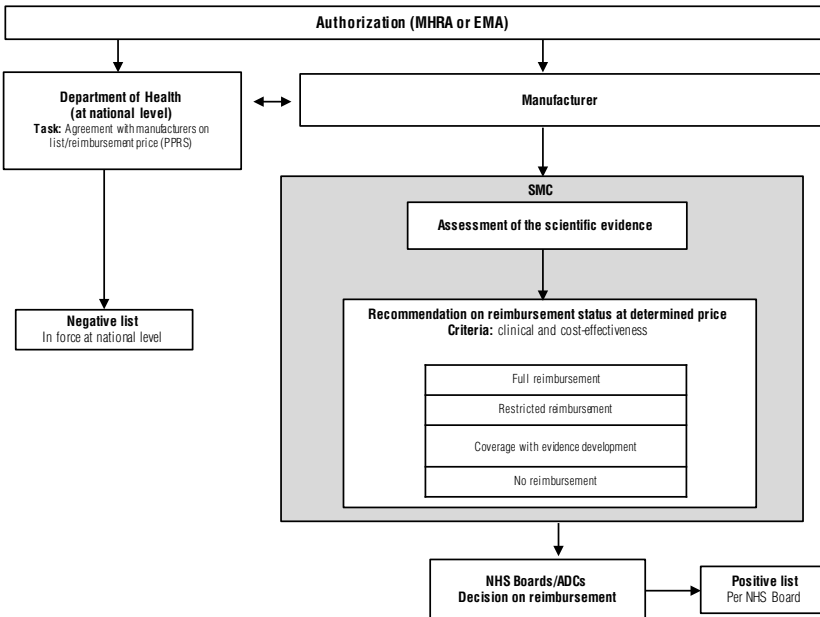 Authorization (MHRA or EMA)
Department of Health
(at national level)
Task: Agreement with manufacturers on
list/reimbursement price (PPRS)
Manufacturer
SMC
Assessment of the scientific evidence
Negative list
In force at national level
Recommendation on reimbursement status at determined price
Criteria: clinical and cost-effectiveness
Full reimbursement
Restricted reimbursement
Coverage with evidence development
No reimbursement
NHS Boards/ADCs
Decision on reimbursement
Positive list
Per NHS Board